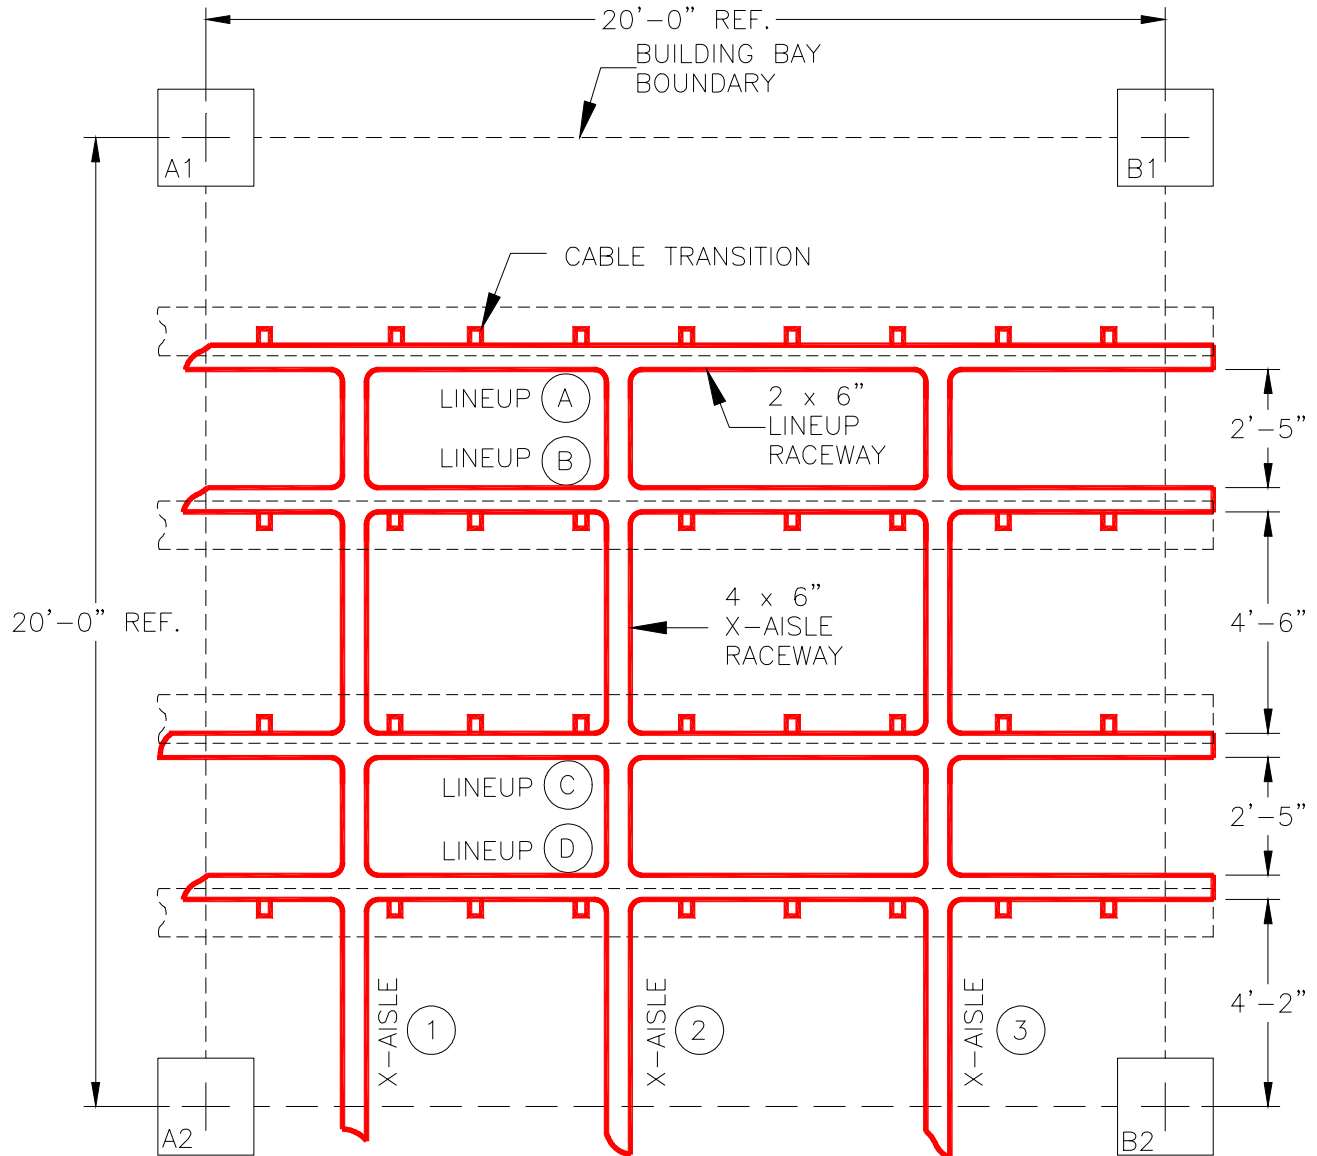 20'-0" REF.
BUILDING BAY
BOUNDARY
A1
B1
CABLE TRANSITION
LINEUP A
2 x 6"
LINEUP
RACEWAY
2'-5"
LINEUP B
4 x 6"
X-AISLE
RACEWAY
20'-0" REF.
4'-6"
LINEUP C
2'-5"
LINEUP D
X-AISLE 1
X-AISLE 2
X-AISLE 3
4'-2"
A2
B2